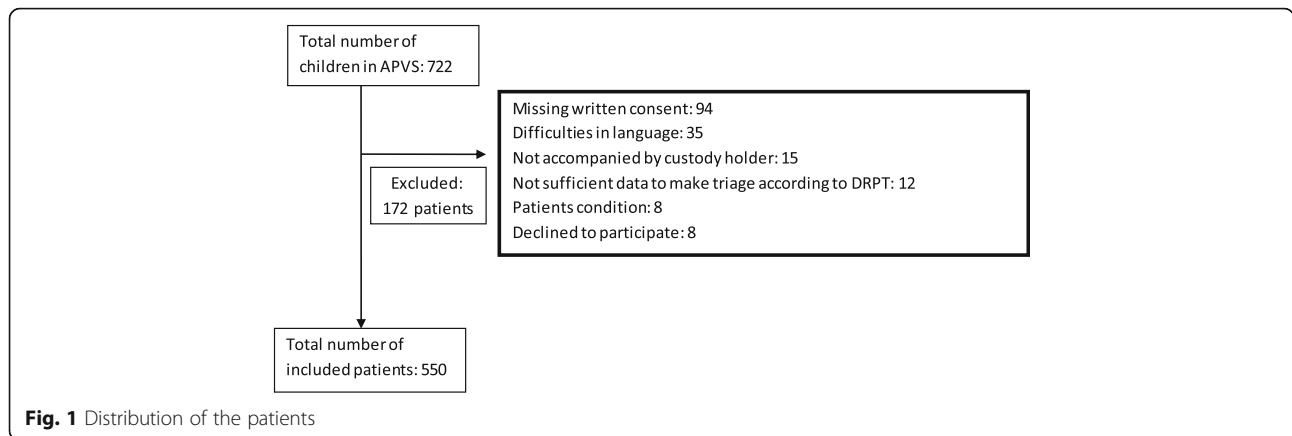 Total number of
children in APVS: 722
Missing written consent: 94
Difficulties in language: 35
Not accompanied by custody holder: 15
Not sufficient data to make triage according to DRPT: 12
Patients condition: 8
Declined to participate: 8
Excluded:
172 patients
Total number of
included patients: 550
Fig. 1 Distribution of the patients